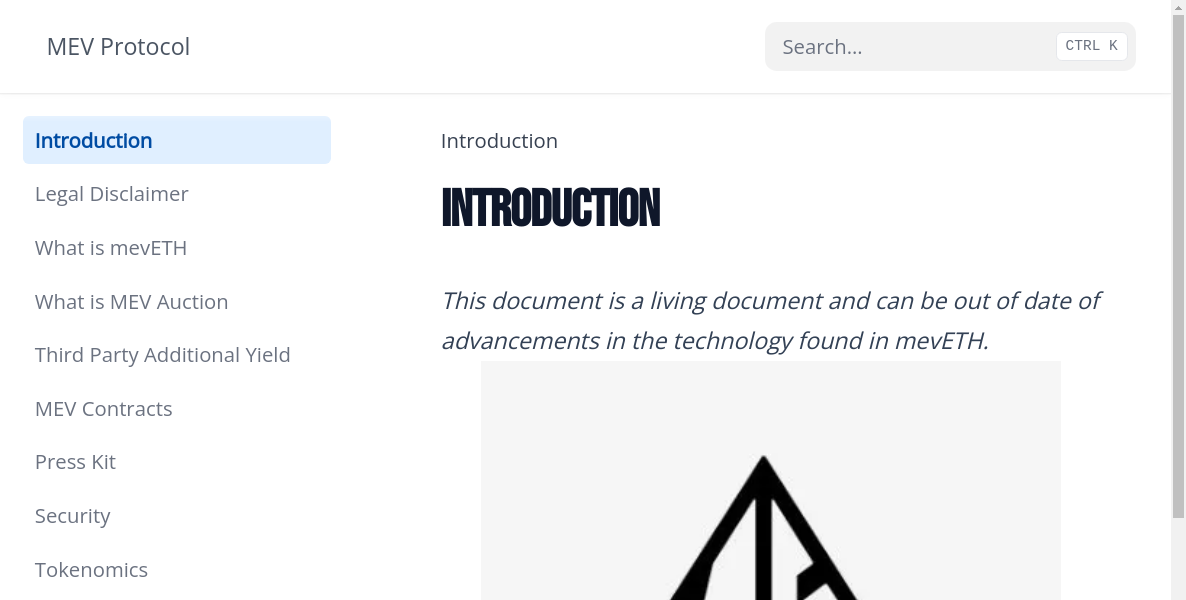 MEV Protocol
Search…
CTRL K
Introduction
Legal Disclaimer
What is mevETH
What is MEV Auction
Third Party Additional Yield
MEV Contracts
Press Kit
Security
Tokenomics
Introduction
INTRODUCTION
This document is a living document and can be out of date of
advancements in the technology found in mevETH.